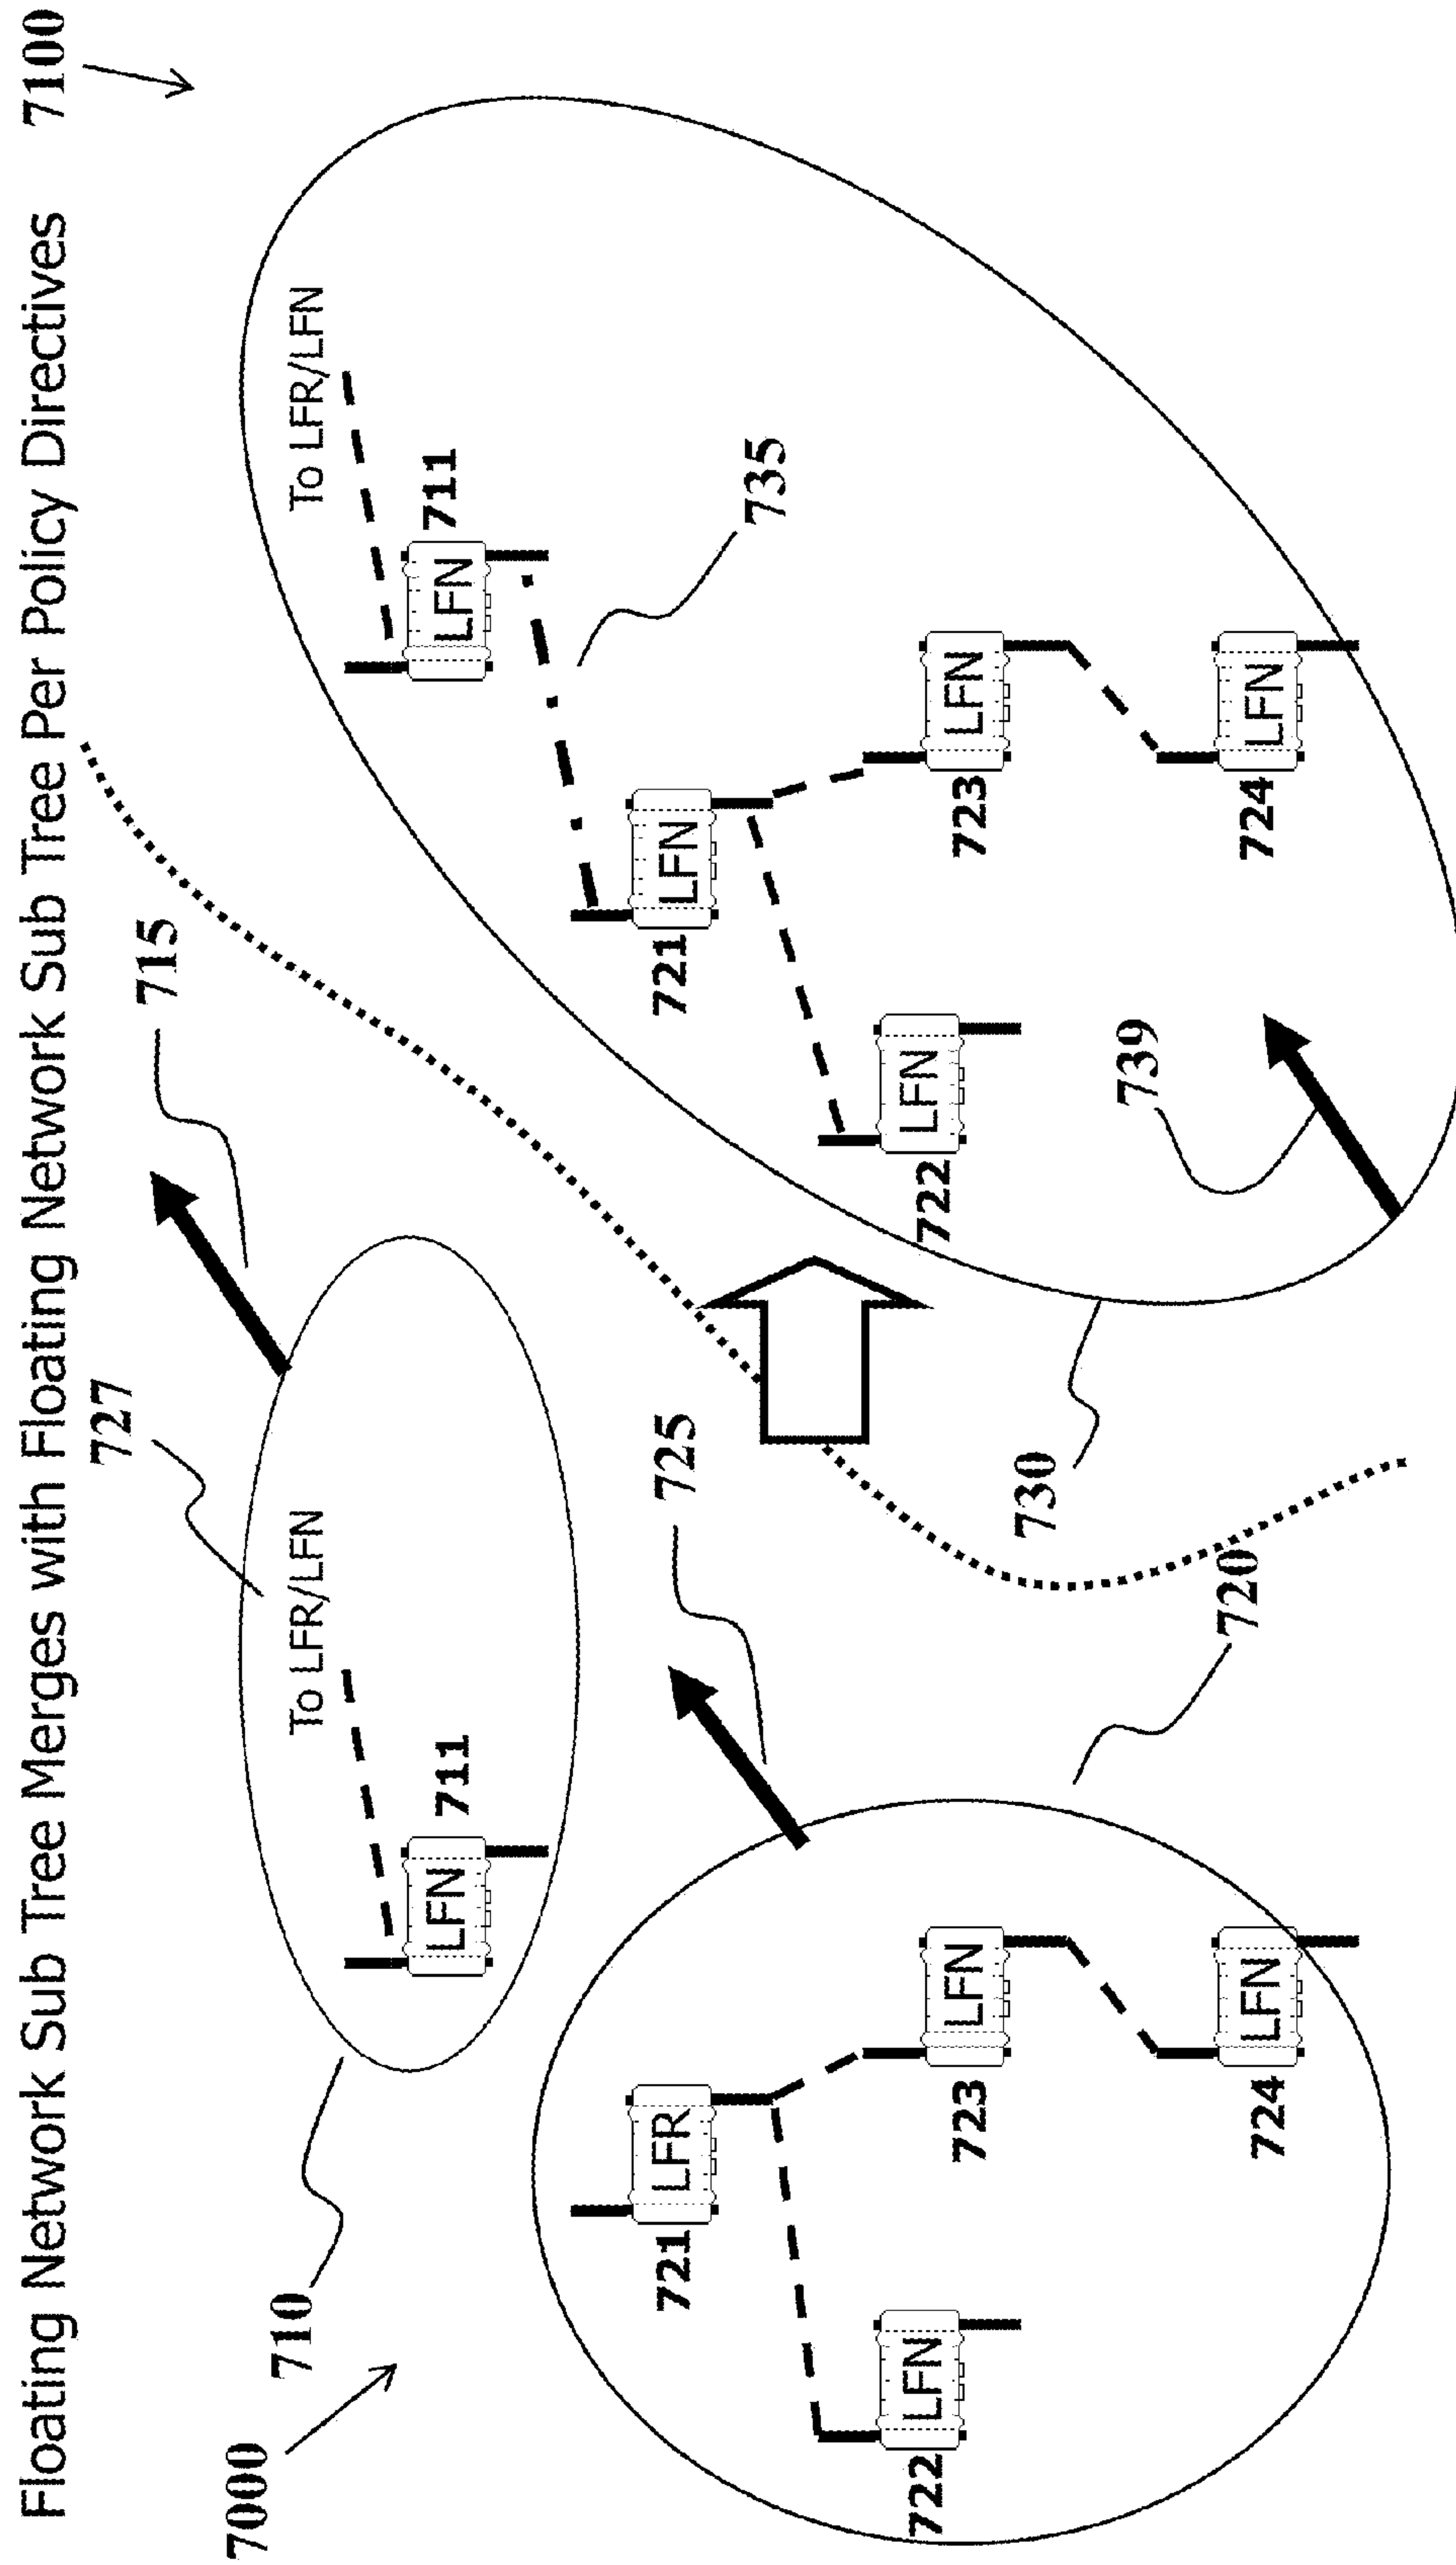 Floating Network Sub Tree Merges with Floating Network Sub Tree Per Policy Directives
7100
7000
710
727
715
To LFR/LFN
LFN
711
720
725
LFR
721
LFN
722
LFN
723
LFN
724
730
To LFR/LFN
LFN
711
735
LFN
721
LFN
722
LFN
723
LFN
724
739